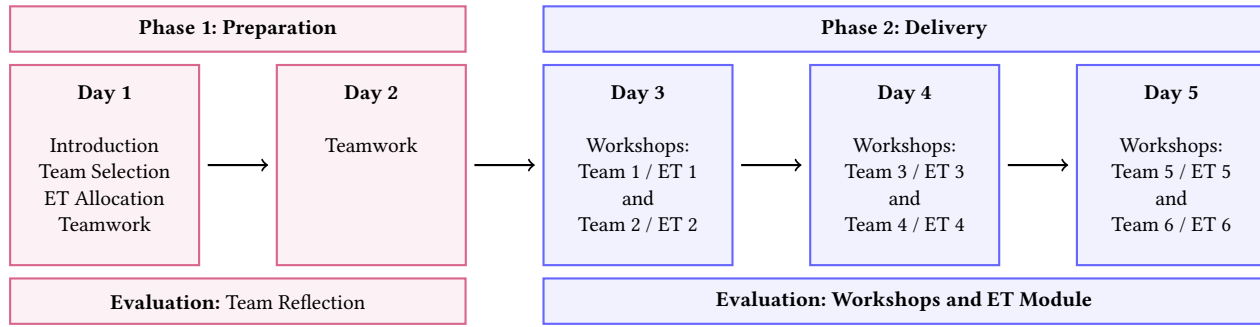 Phase 1: Preparation
Phase 2: Delivery
Day 1
Introduction
Team Selection
ET Allocation
Teamwork
Day 2
Teamwork
Day 3
Workshops:
Team 1 / ET 1
and
Team 2 / ET 2
Day 4
Workshops:
Team 3 / ET 3
and
Team 4 / ET 4
Day 5
Workshops:
Team 5 / ET 5
and
Team 6 / ET 6
Evaluation: Team Reflection
Evaluation: Workshops and ET Module